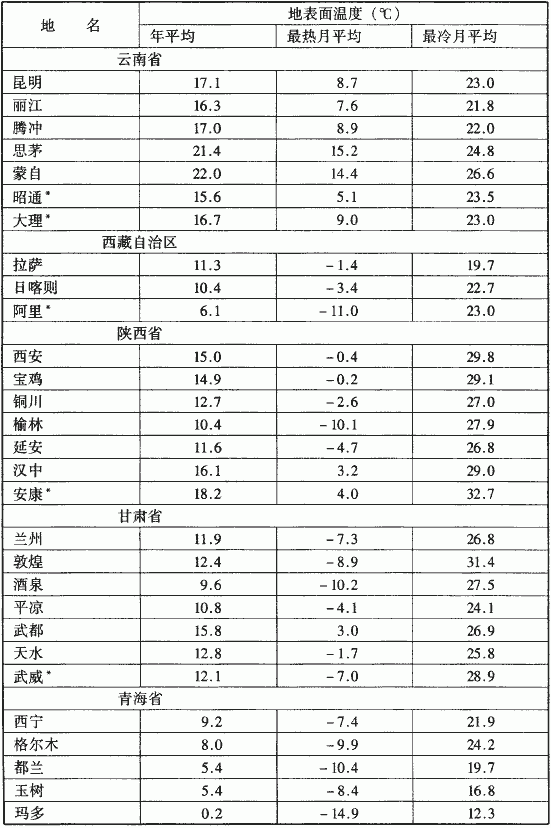 地 名 地表面温度（℃）
年平均 最热月平均 最冷月平均
云南省
昆明 17.1 8.7 23.0
丽江 16.3 7.6 21.8
腾冲 17.0 8.9 22.0
思茅 21.4 15.2 24.8
蒙自 22.0 14.4 26.6
昭通* 15.6 5.1 23.5
大理* 16.7 9.0 23.0
西藏自治区
拉萨 11.3 -1.4 19.7
日喀则 10.4 -3.4 22.7
阿里* 6.1 -11.0 23.0
陕西省
西安 15.0 -0.4 29.8
宝鸡 14.9 -0.2 29.1
铜川 12.7 -2.6 27.0
榆林 10.4 -10.1 27.9
延安 11.6 -4.7 26.8
汉中 16.1 3.2 29.0
安康* 18.2 4.0 32.7
甘肃省
兰州 11.9 -7.3 26.8
敦煌 12.4 -8.9 31.4
酒泉 9.6 -10.2 27.5
平凉 10.8 -4.1 24.1
武都 15.8 3.0 26.9
天水 12.8 -1.7 25.8
武威* 12.1 -7.0 28.9
青海省
西宁 9.2 -7.4 21.9
格尔木 8.0 -9.9 24.2
都兰 5.4 -10.4 19.7
玉树 5.4 -8.4 16.8
玛多 0.2 -14.9 12.3